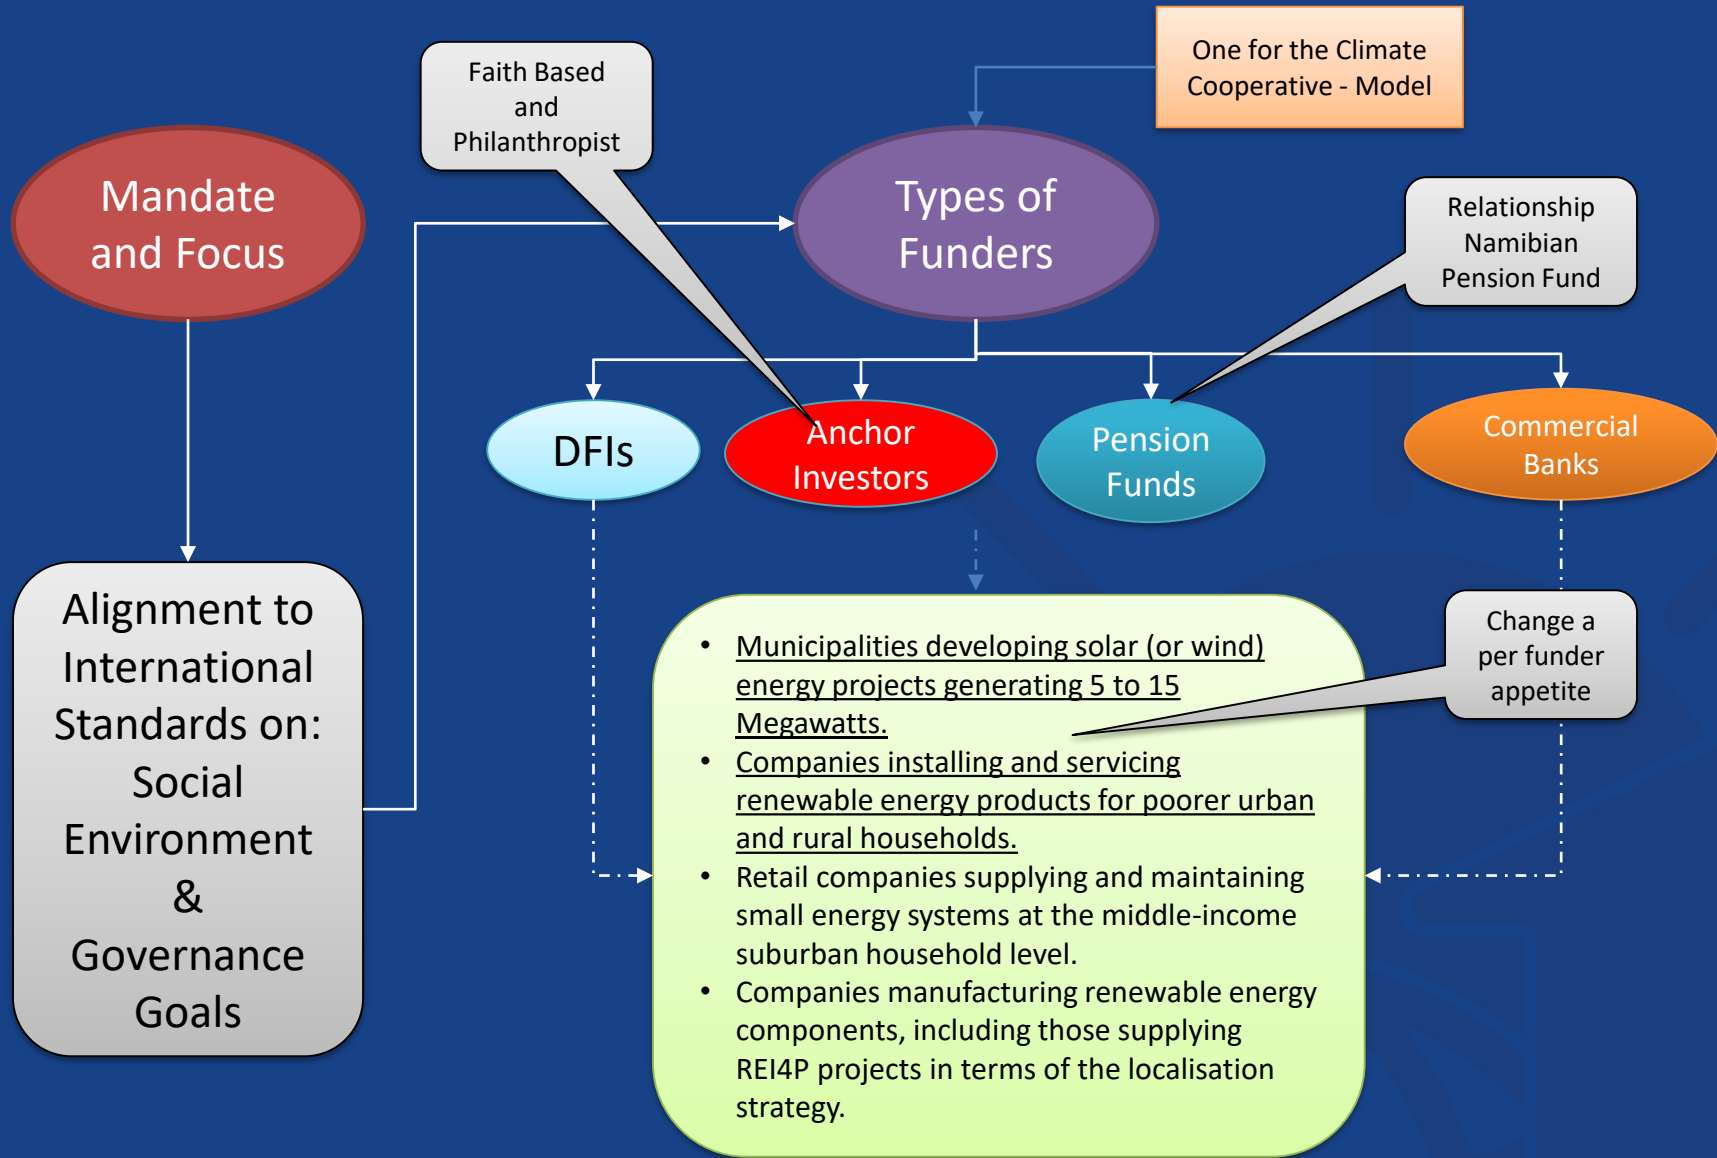 One for the Climate
Cooperative - Model
Faith Based
and
Philanthropist
Mandate
and Focus
Types of
Funders
Relationship
Namibian
Pension Fund
DFIs
Anchor
Investors
Pension
Funds
Commercial
Banks
Alignment to
International
Standards on:
Social
Environment
&
Governance
Goals
• Municipalities developing solar (or wind)
energy projects generating 5 to 15
Megawatts.
• Companies installing and servicing
renewable energy products for poorer urban
and rural households.
• Retail companies supplying and maintaining
small energy systems at the middle-income
suburban household level.
• Companies manufacturing renewable energy
components, including those supplying
REI4P projects in terms of the localisation
strategy.
Change a
per funder
appetite